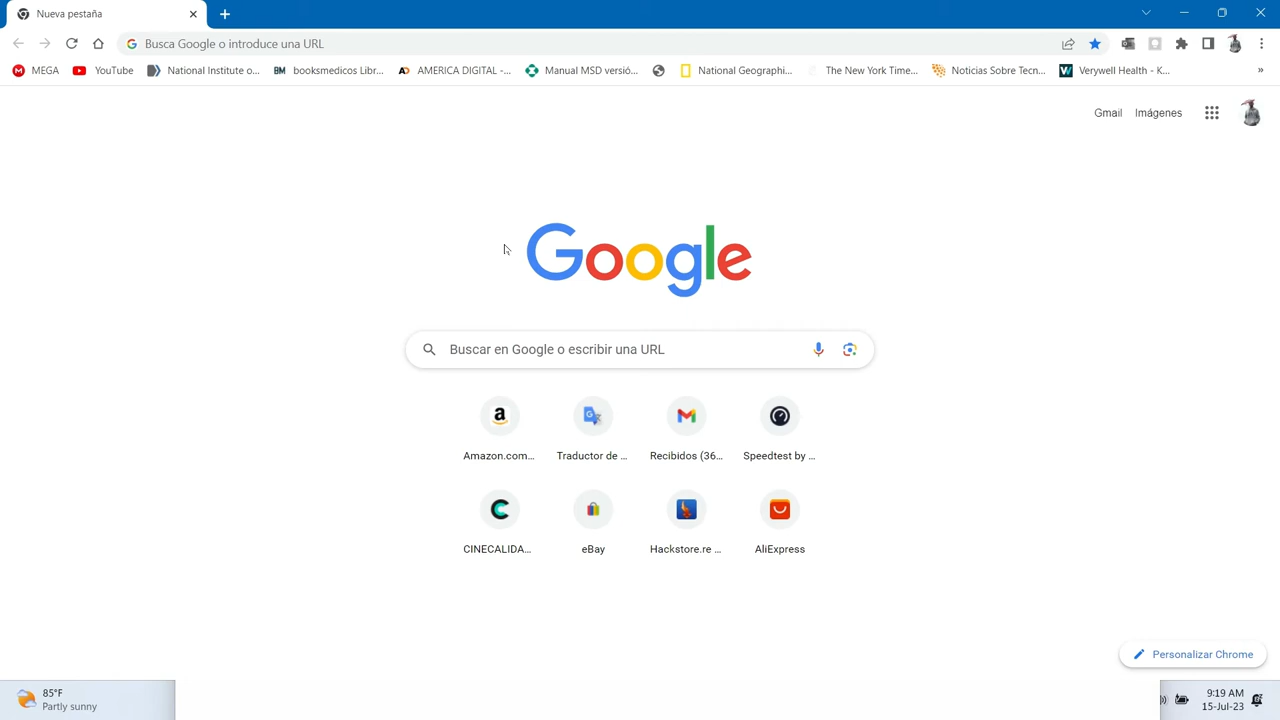 Nueva pestaña
Busca Google o introduce una URL
MEGA
YouTube
National Institute o...
BM booksmedicos Libr...
AD AMERICA DIGITAL -...
Manual MSD versió...
National Geographi...
The New York Time...
Noticias Sobre Tecn...
Verywell Health - K...
»
Gmail
Imágenes
Google
Buscar en Google o escribir una URL
Amazon.com...
Traductor de ...
Recibidos (36...
Speedtest by ...
CINECALIDA...
eBay
Hackstore.re ...
AliExpress
Personalizar Chrome
85°F
Partly sunny
9:19 AM
15-Jul-23